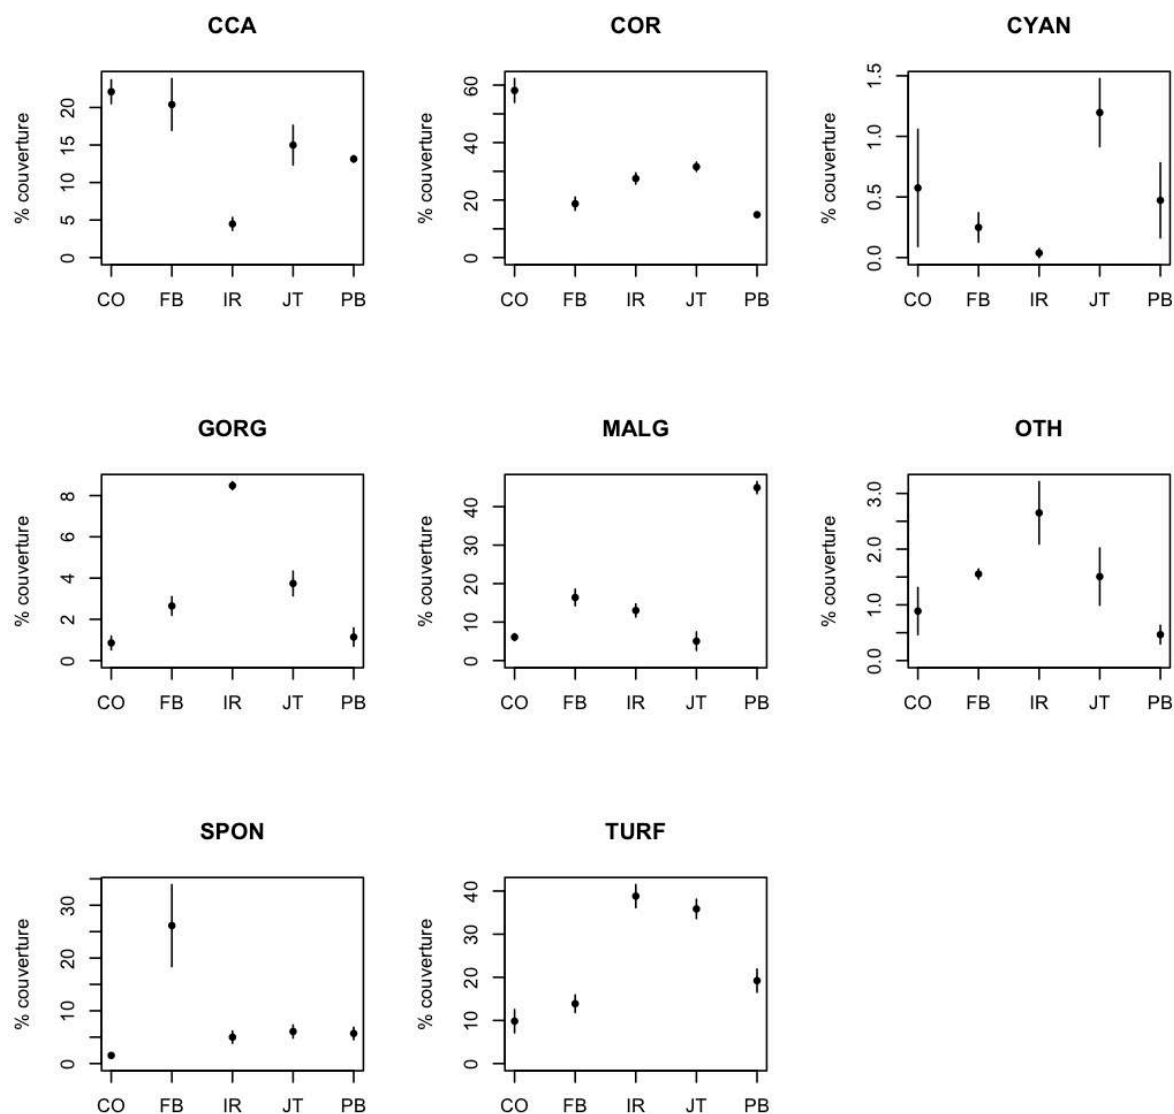 CCA
% couverture
20
15
10
5
0
CO FB IR JT PB
COR
% couverture
60
40
20
0
CO FB IR JT PB
CYAN
% couverture
1.5
1.0
0.5
0.0
CO FB IR JT PB
GORG
% couverture
8
6
4
2
0
CO FB IR JT PB
MALG
% couverture
40
30
20
10
0
CO FB IR JT PB
OTH
% couverture
3.0
2.0
1.0
0.0
CO FB IR JT PB
SPON
% couverture
30
20
10
0
CO FB IR JT PB
TURF
% couverture
40
30
20
10
0
CO FB IR JT PB